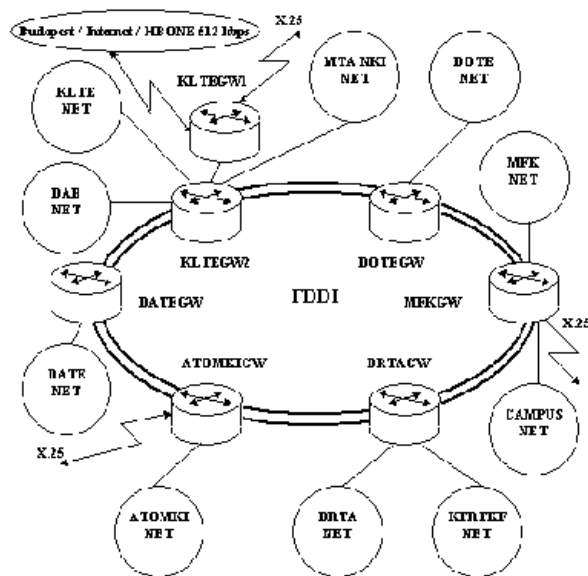 Budapest / Internet / HBONE 512 kbps
X.25
KLTEGW1
KLTE
NET
MTA NKI
NET
DOTE
NET
MFK
NET
DAB
NET
KLTEGW2
DOTEGW
DATEGW
FDDI
MFKGW
X.25
DATE
NET
ATOMKIGW
DRTAGW
CAMPUS
NET
X.25
ATOMKI
NET
DRTA
NET
NET